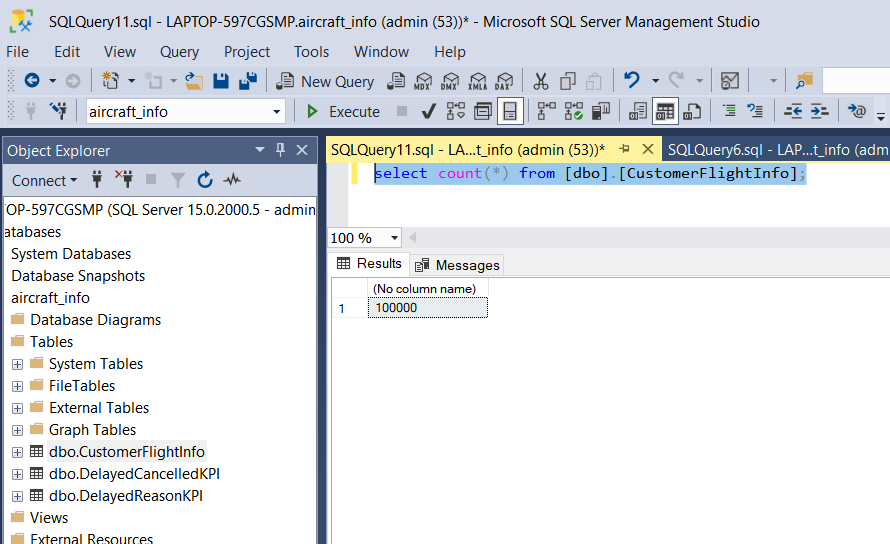 SQLQuery11.sql - LAPTOP-597CGSMP.aircraft_info (admin (53))* - Microsoft SQL Server Management Studio
File Edit View Query Project Tools Window Help
New Query MDX DMX XMLA DAX
aircraft_info Execute
Object Explorer
Connect
TOP-597CGSMP (SQL Server 15.0.2000.5 - admin
atabases
System Databases
Database Snapshots
aircraft_info
Database Diagrams
Tables
System Tables
FileTables
External Tables
Graph Tables
dbo.CustomerFlightInfo
dbo.DelayedCancelledKPI
dbo.DelayedReasonKPI
Views
External Resources
SQLQuery11.sql - LA...t_info (admin (53))* SQLQuery6.sql - LAP...t_info (adm
select count(*) from [dbo].[CustomerFlightInfo];
100 %
Results Messages
(No column name)
1 100000